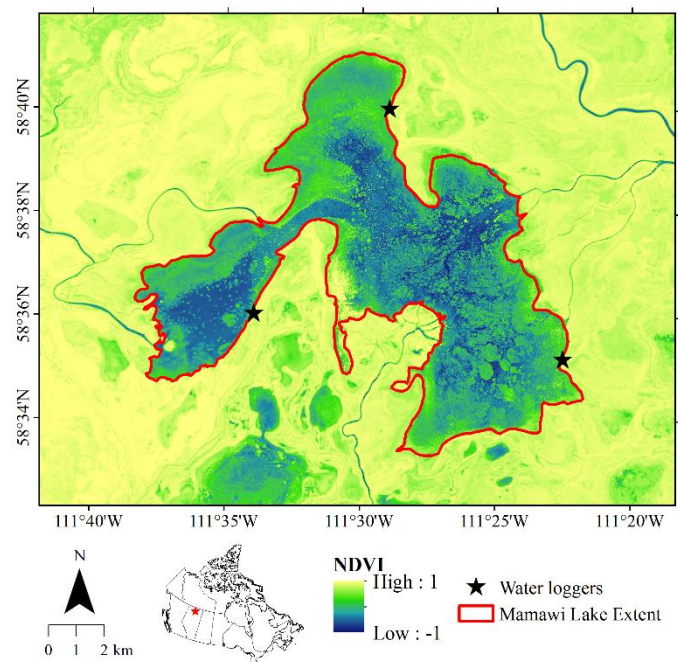 58°40'N
58°38'N
58°36'N
58°34'N
111°40'W 111°35'W 111°30'W 111°25'W 111°20'W
N
0 1 2 km
NDVI
High : 1
Low : -1
Water loggers
Mamawi Lake Extent